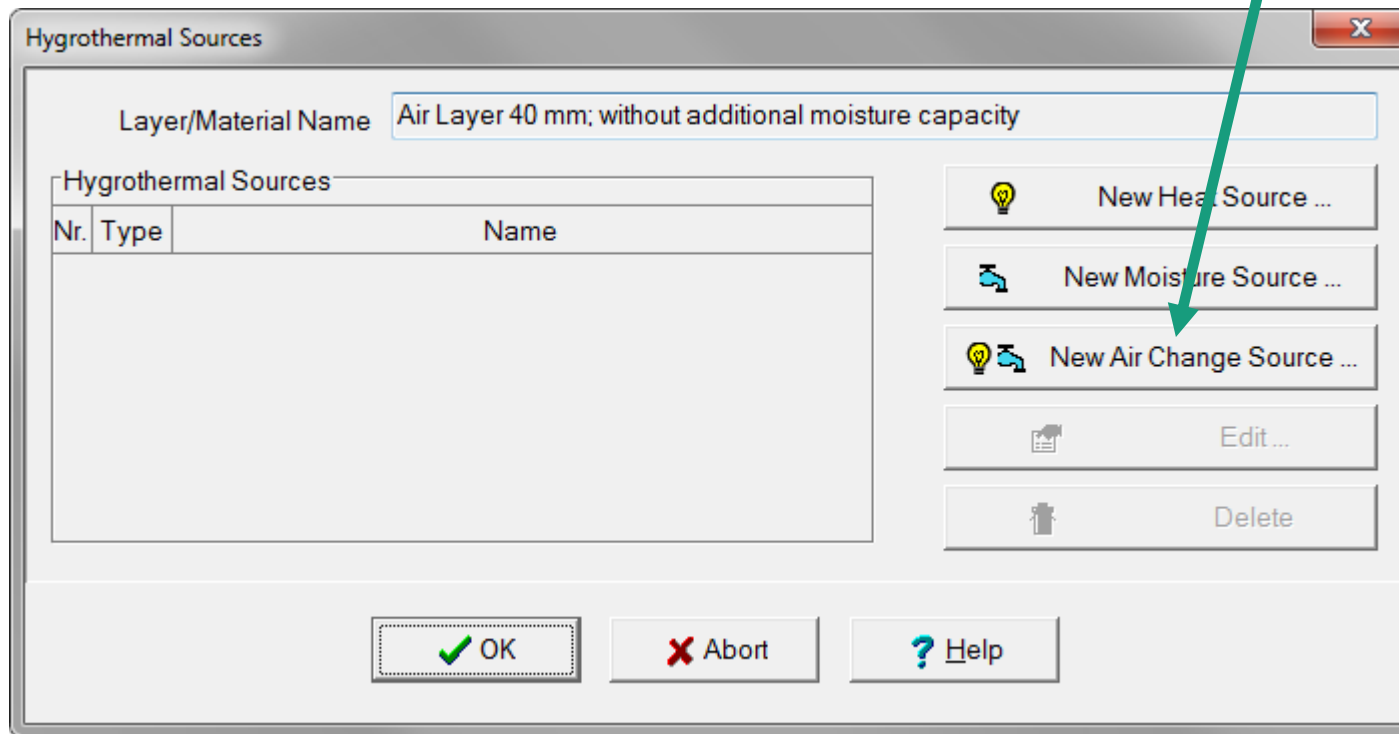 Hygrothermal Sources
Layer/Material Name Air Layer 40 mm; without additional moisture capacity
Hygrothermal Sources
Nr. Type Name
New Heat Source ...
New Moisture Source ...
New Air Change Source ...
Edit ...
Delete
OK Abort Help